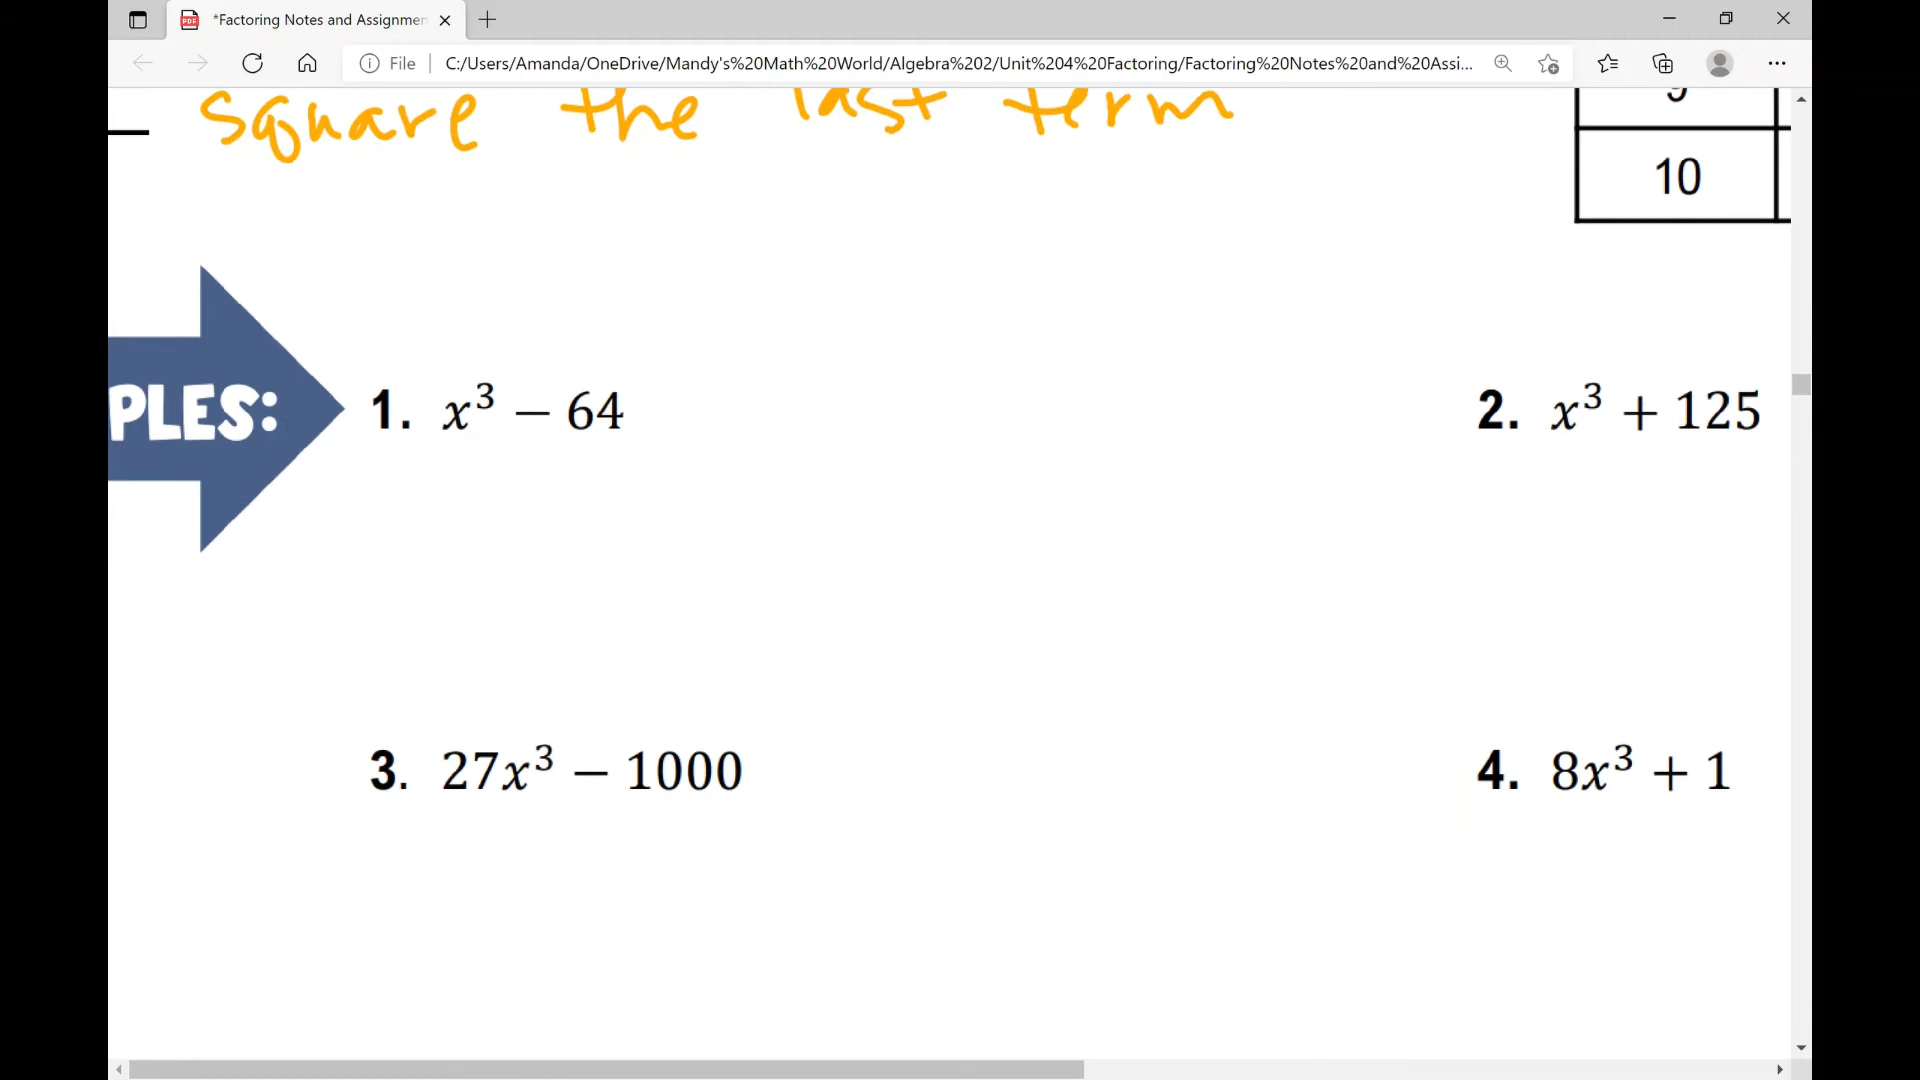 *Factoring Notes and Assignmen
File
C:/Users/Amanda/OneDrive/Mandy's%20Math%20World/Algebra%202/Unit%204%20Factoring/Factoring%20Notes%20and%20Assi...
square the last term
9
10
PLES:
1. x³ − 64
2. x³ + 125
3. 27x³ − 1000
4. 8x³ + 1